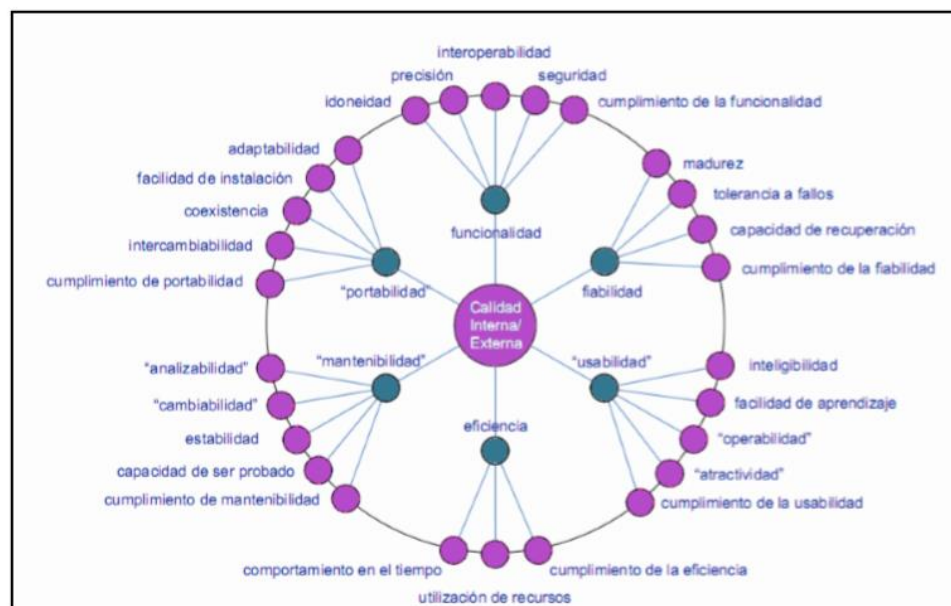 interoperabilidad
precisión
seguridad
idoneidad
cumplimiento de la funcionalidad
adaptabilidad
madurez
facilidad de instalación
tolerancia a fallos
coexistencia
capacidad de recuperación
funcionalidad
intercambiabilidad
cumplimiento de la fiabilidad
cumplimiento de portabilidad
"portabilidad"
fiabilidad
Calidad
Interna/
Externa
"mantenibilidad"
"usabilidad"
"analizabilidad"
inteligibilidad
"cambiabilidad"
facilidad de aprendizaje
eficiencia
estabilidad
"operabilidad"
capacidad de ser probado
"atractividad"
cumplimiento de mantenibilidad
cumplimiento de la usabilidad
comportamiento en el tiempo
cumplimiento de la eficiencia
utilización de recursos